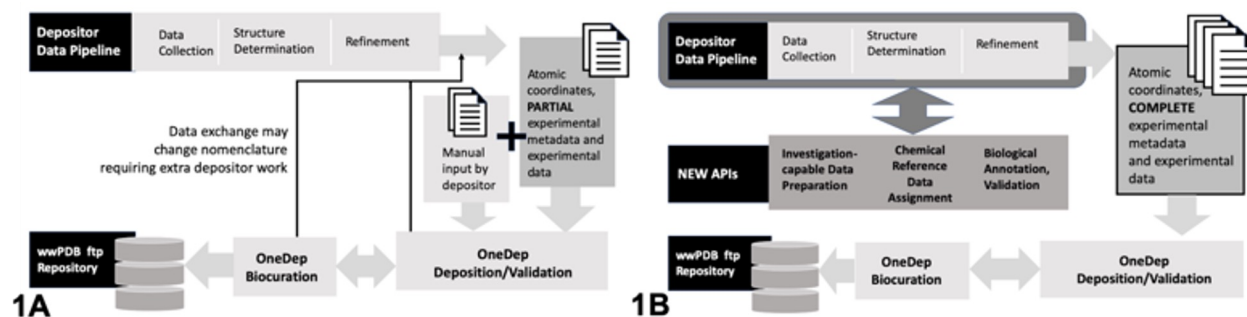 Depositor
Data Pipeline
Data
Collection
Structure
Determination
Refinement
Atomic
coordinates,
PARTIAL
experimental
metadata and
experimental
data
Data exchange may
change nomenclature
requiring extra depositor work
Manual
input by
depositor
+
wwPDB ftp
Repository
OneDep
Biocuration
OneDep
Deposition/Validation
1A
Depositor
Data Pipeline
Data
Collection
Structure
Determination
Refinement
Atomic
coordinates,
COMPLETE
experimental
metadata
and experimental
data
NEW APIs
Investigation-
capable Data
Preparation
Chemical
Reference
Data
Assignment
Biological
Annotation,
Validation
wwPDB ftp
Repository
OneDep
Biocuration
OneDep
Deposition/Validation
1B